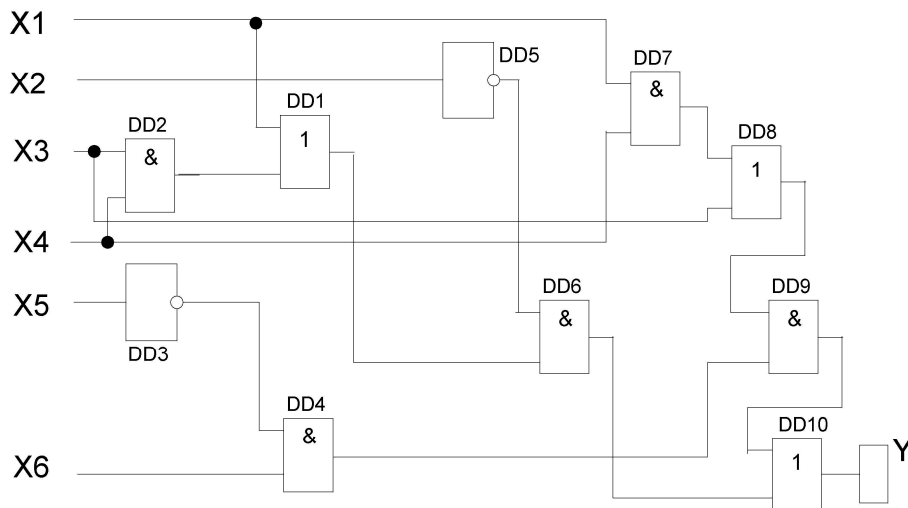 X1
DD5
DD7
X2
&
DD1
DD2
DD8
1
X3
&
1
X4
X5
DD6
DD9
&
&
DD3
DD4
DD10
&
Y
X6
1